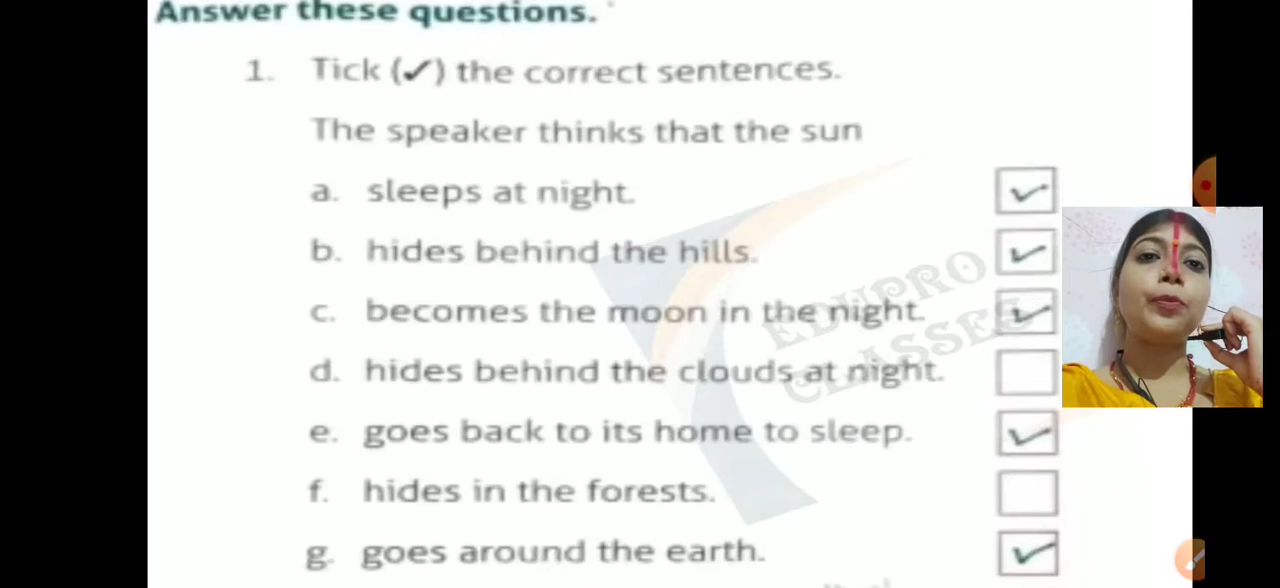 Answer these questions.
1. Tick (✓) the correct sentences.
The speaker thinks that the sun
a. sleeps at night. ✓
b. hides behind the hills. ✓
c. becomes the moon in the night. ✓
d. hides behind the clouds at night.
e. goes back to its home to sleep. ✓
f. hides in the forests.
g. goes around the earth. ✓
EDUPRO
CLASSES